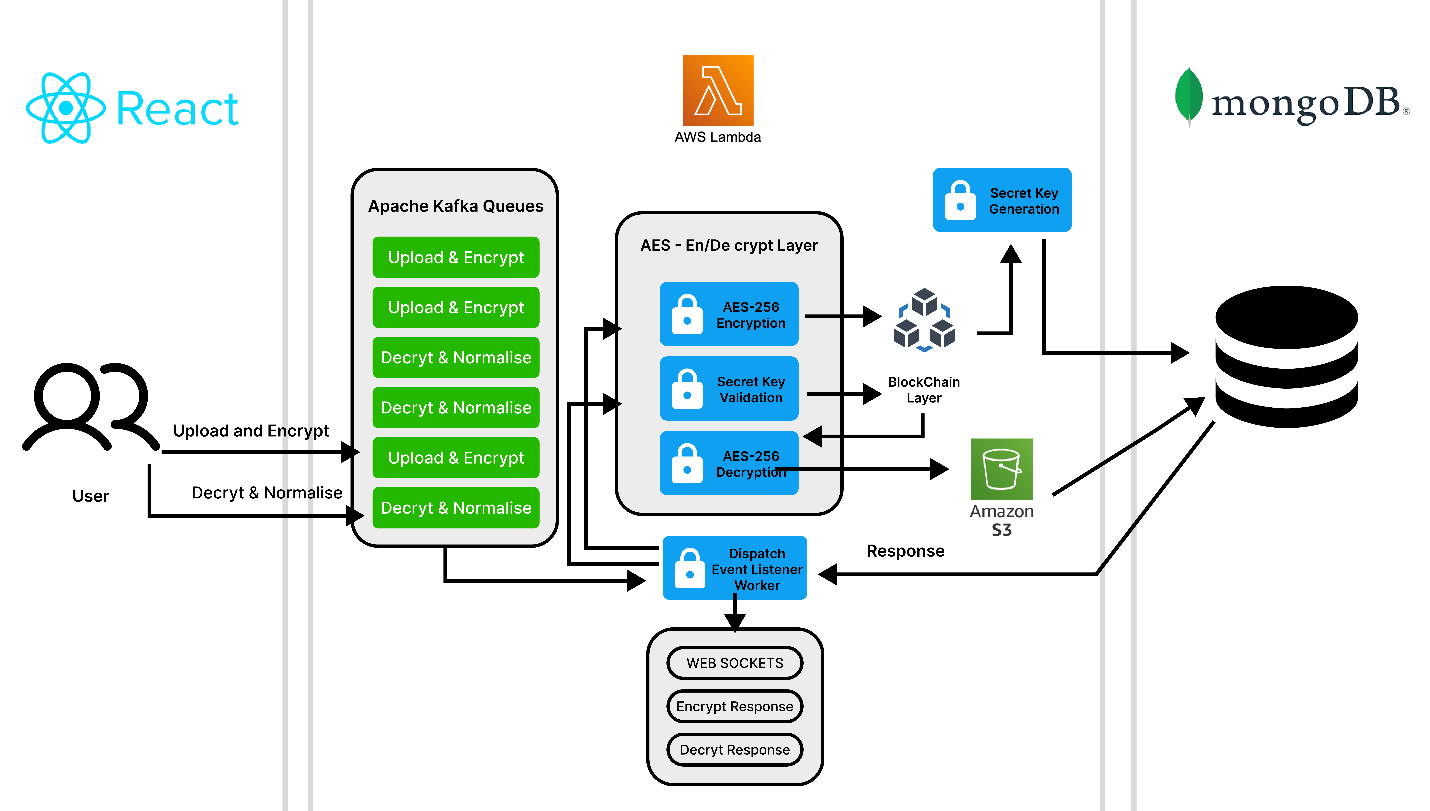 React
AWS Lambda
mongoDB®
Apache Kafka Queues
Upload & Encrypt
Upload & Encrypt
Decryt & Normalise
Decryt & Normalise
Upload & Encrypt
Decryt & Normalise
User
Upload and Encrypt
Decryt & Normalise
AES - En/De crypt Layer
AES-256
Encryption
Secret Key
Validation
AES-256
Decryption
Secret Key
Generation
BlockChain
Layer
Amazon
S3
Dispatch
Event Listener
Worker
Response
WEB SOCKETS
Encrypt Response
Decryt Response